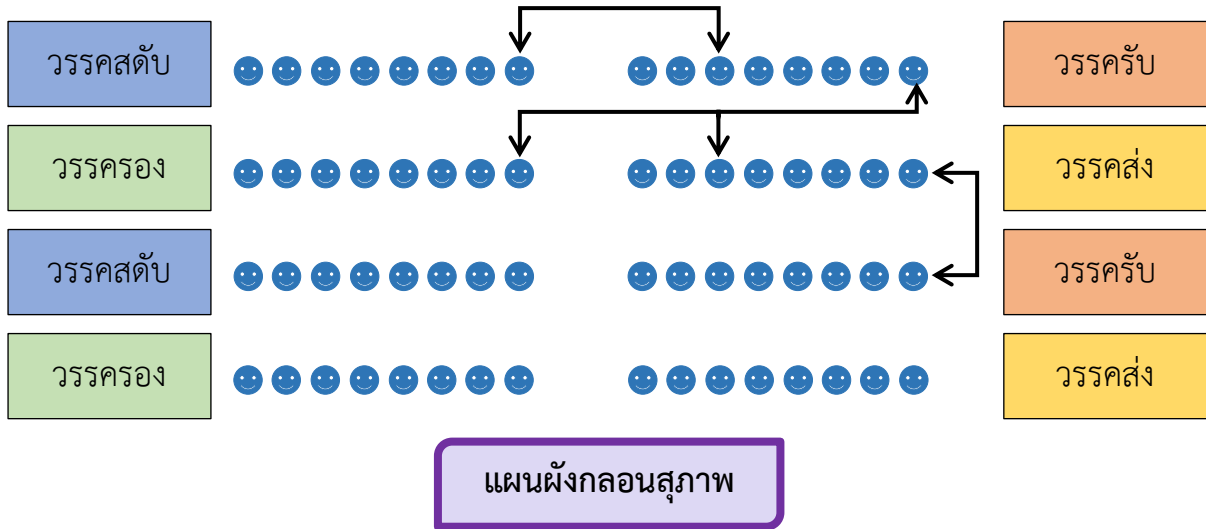 วรรคสดับ
วรรครับ
วรรครอง
วรรคส่ง
วรรคสดับ
วรรครับ
วรรครอง
วรรคส่ง
แผนผังกลอนสุภาพ